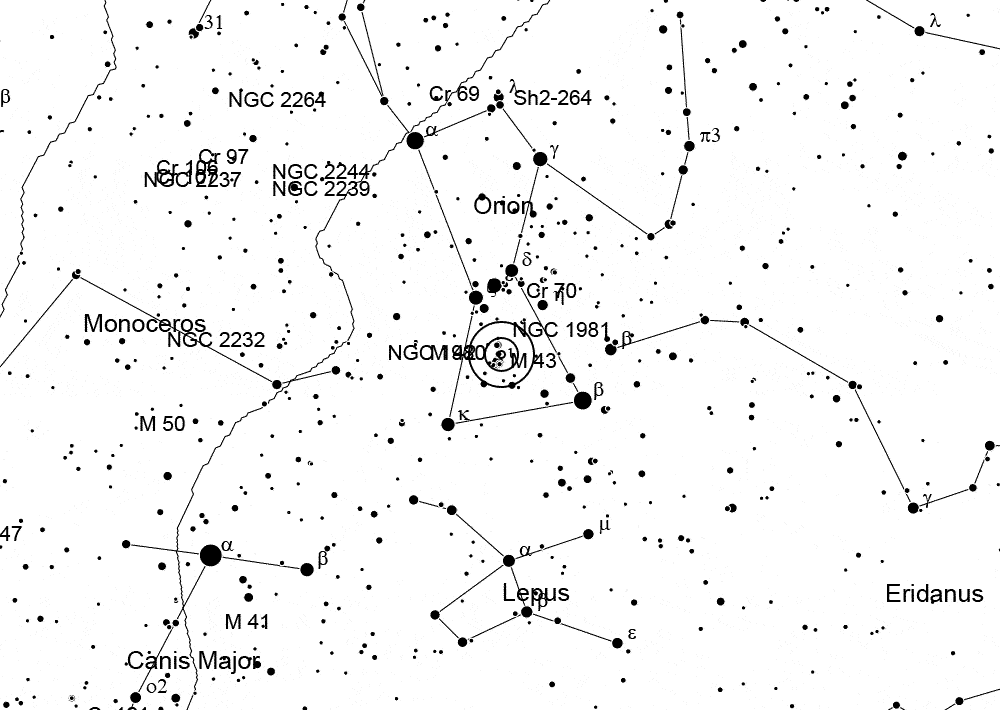 31
λ
β
NGC 2264
Cr 69
λ
Sh2-264
α
π3
γ
Cr 97
Cr 106
NGC 2237
NGC 2244
NGC 2239
Orion
δ
Cr 70
η
Monoceros
NGC 2232
NGC 1981
β
M 43
β
κ
M 50
γ
47
μ
α
α
β
Lepus
β
Eridanus
M 41
ε
Canis Major
ο2